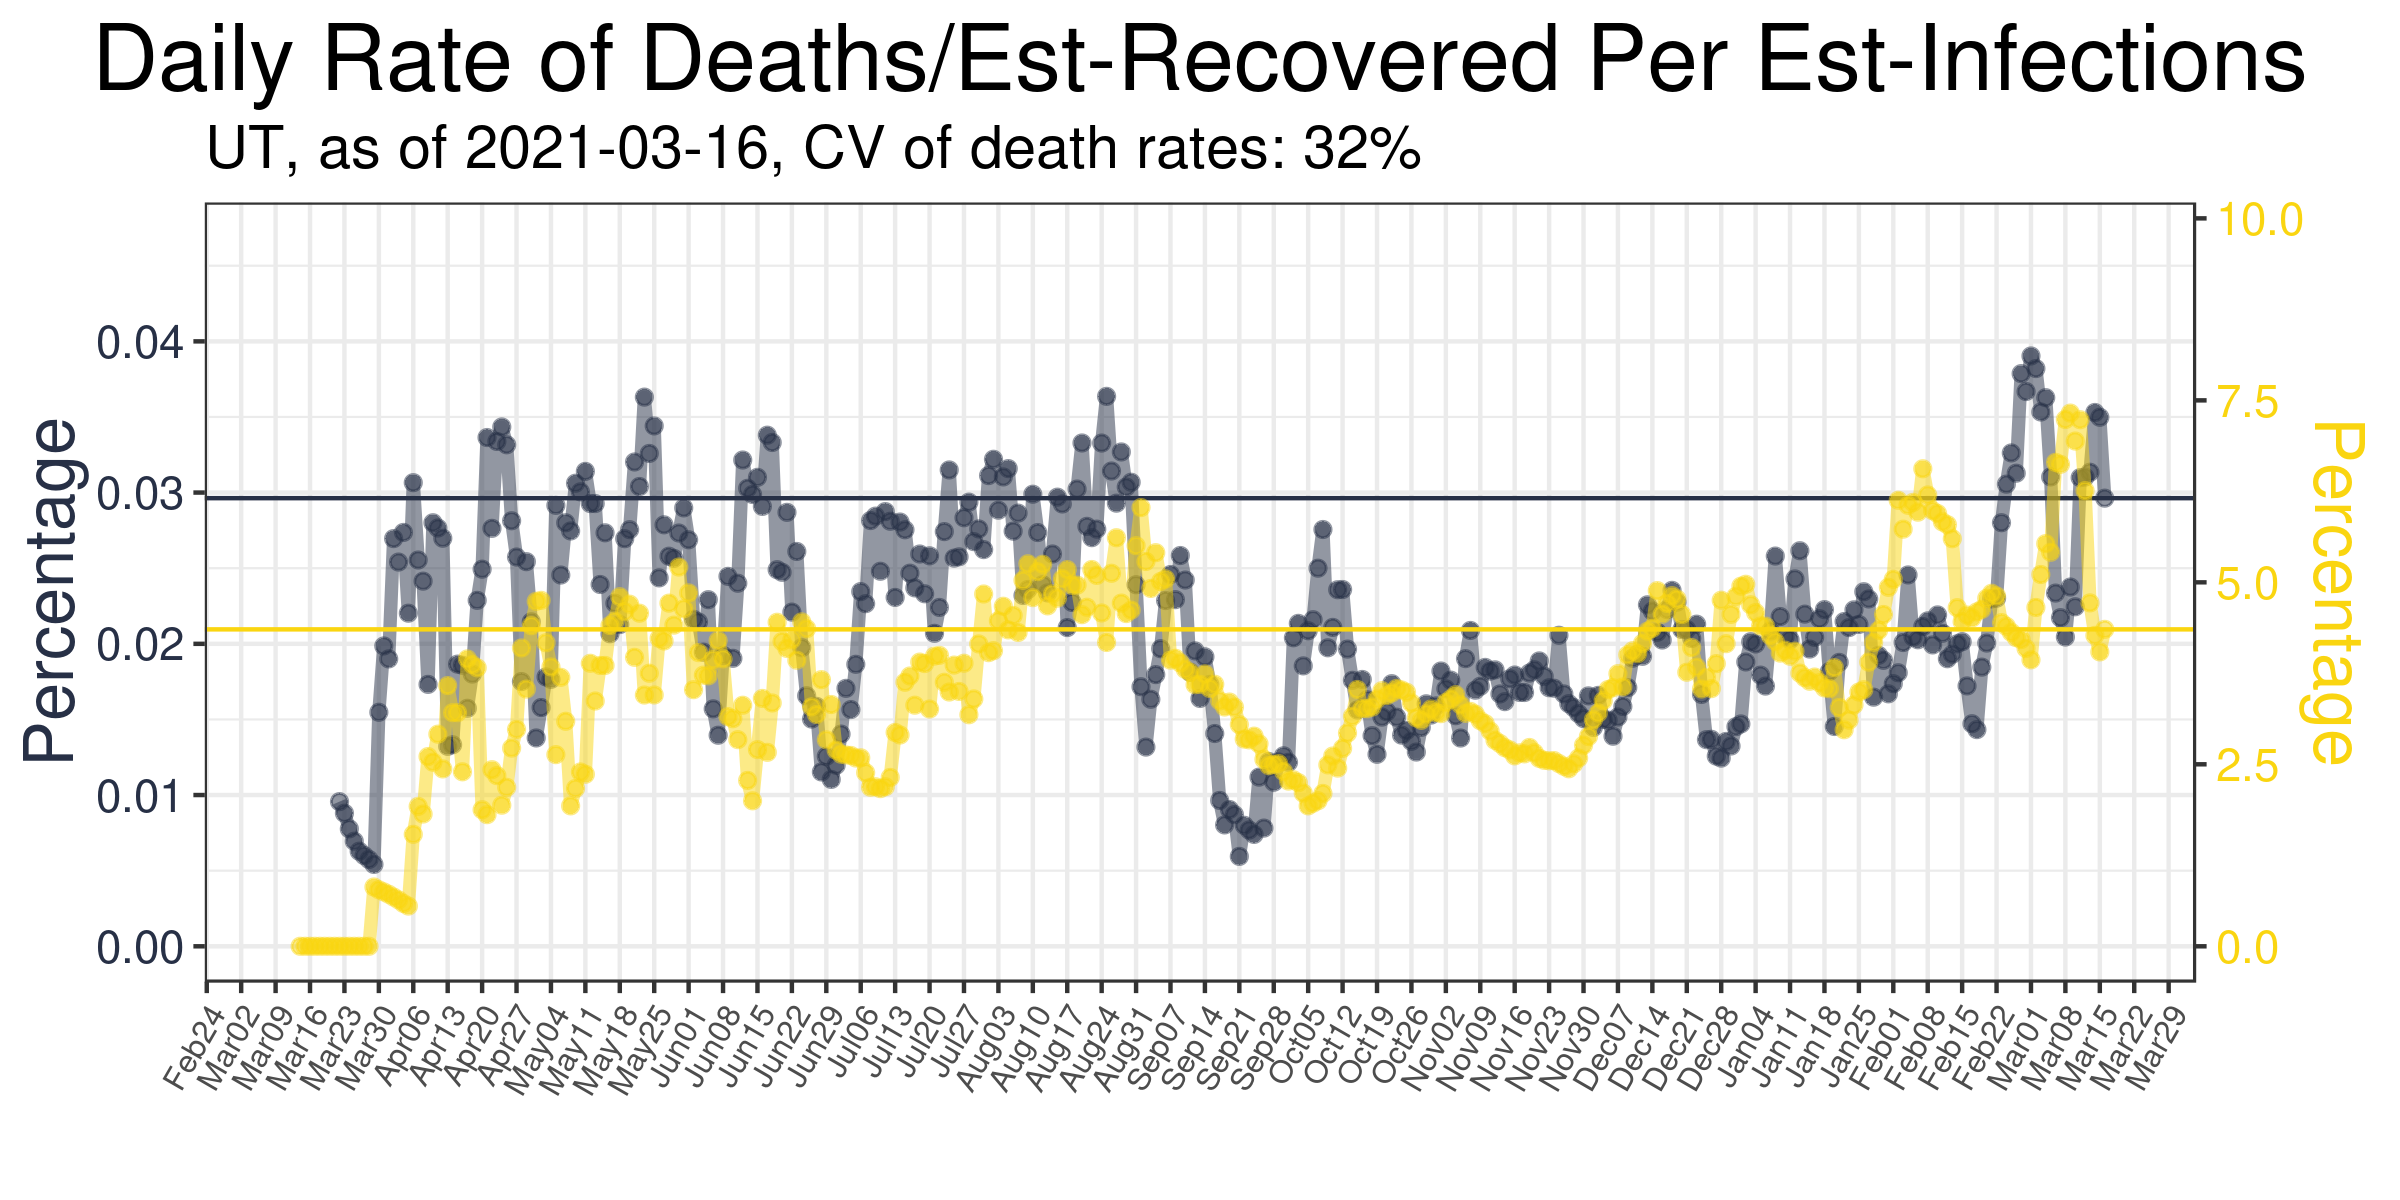 Daily Rate of Deaths/Est-Recovered Per Est-Infections
UT, as of 2021-03-16, CV of death rates: 32%
Percentage
0.04
0.03
0.02
0.01
0.00
10.0
7.5
5.0
2.5
0.0
Percentage
Feb24
Mar02
Mar09
Mar16
Mar23
Mar30
Apr06
Apr13
Apr20
Apr27
May04
May11
May18
May25
Jun01
Jun08
Jun15
Jun22
Jun29
Jul06
Jul13
Jul20
Jul27
Aug03
Aug10
Aug17
Aug24
Aug31
Sep07
Sep14
Sep21
Sep28
Oct05
Oct12
Oct19
Oct26
Nov02
Nov09
Nov16
Nov23
Nov30
Dec07
Dec14
Dec21
Dec28
Jan04
Jan11
Jan18
Jan25
Feb01
Feb08
Feb15
Feb22
Mar01
Mar08
Mar15
Mar22
Mar29